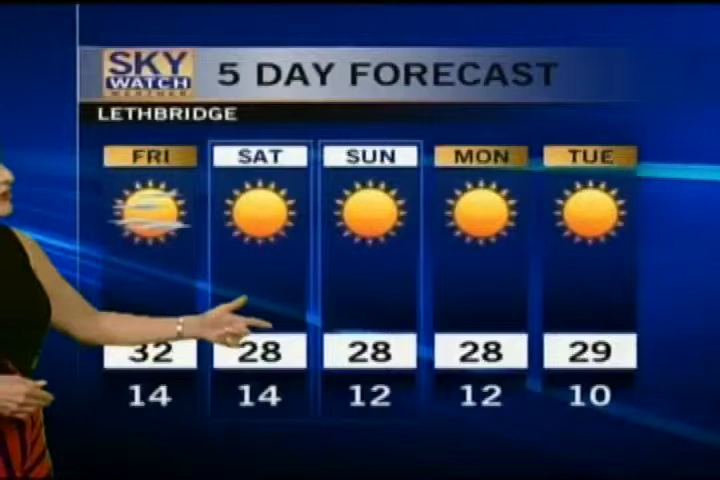 SKY
WATCH
WEATHER
5 DAY FORECAST
LETHBRIDGE
FRI SAT SUN MON TUE
32 28 28 28 29
14 14 12 12 10